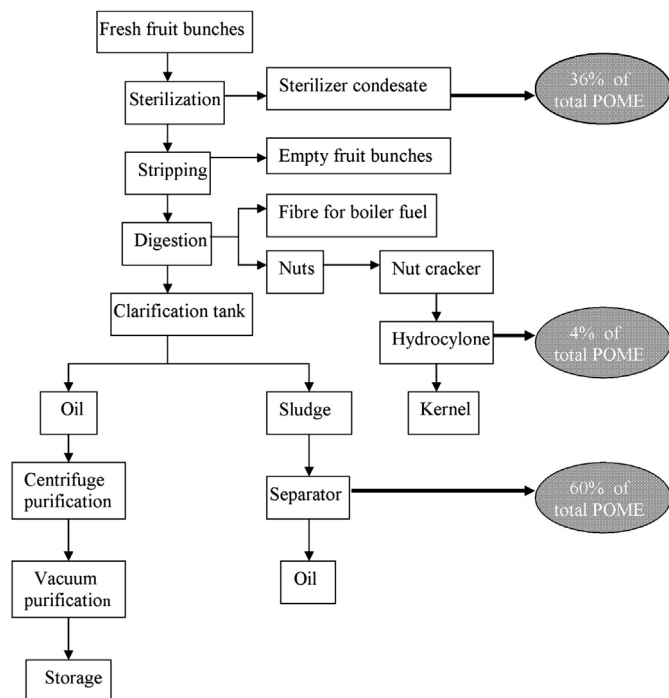 Fresh fruit bunches
Sterilization
Sterilizer condesate
36% of
total POME
Stripping
Empty fruit bunches
Digestion
Fibre for boiler fuel
Nuts
Nut cracker
Clarification tank
Hydrocylone
4% of
total POME
Oil
Sludge
Kernel
Centrifuge
purification
Separator
60% of
total POME
Vacuum
purification
Oil
Storage